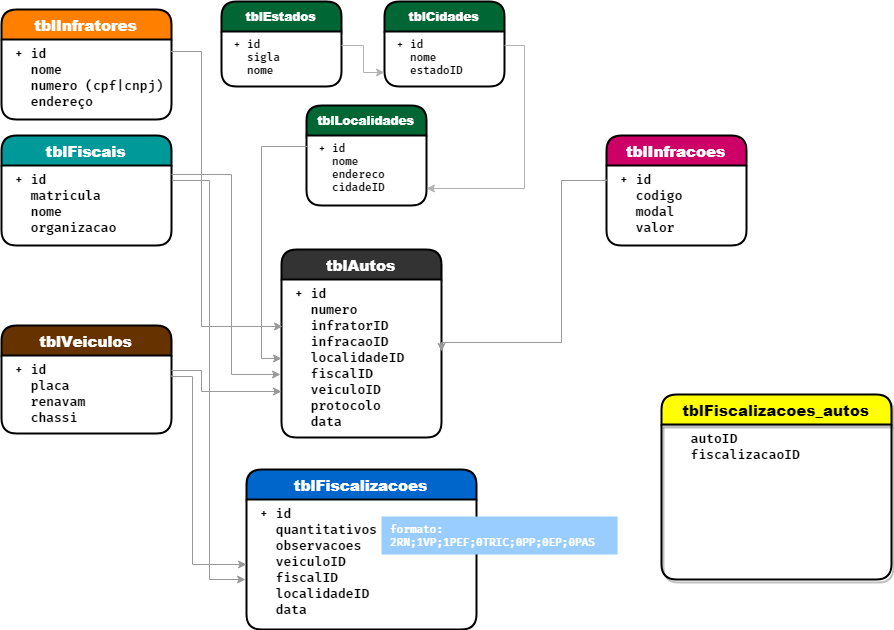 tblInfratores
+ id
nome
numero (cpf|cnpj)
endereço
tblEstados
+ id
sigla
nome
tblCidades
+ id
nome
estadoID
tblLocalidades
+ id
nome
endereco
cidadeID
tblFiscais
+ id
matricula
nome
organizacao
tblInfracoes
+ id
codigo
modal
valor
tblAutos
+ id
numero
infratorID
infracaoID
localidadeID
fiscalID
veiculoID
protocolo
data
tblVeiculos
+ id
placa
renavam
chassi
tblFiscalizacoes_autos
autoID
fiscalizacaoID
tblFiscalizacoes
+ id
quantitativos
observacoes
veiculoID
fiscalID
localidadeID
data
formato:
2RN;1VP;1PEF;0TRIC;0PP;0EP;0PAS